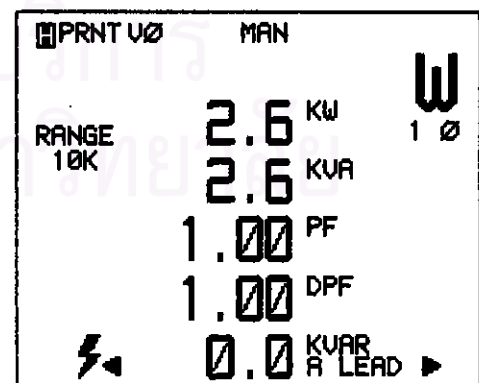 HPRNT VØ MAN
W
1 Ø
RANGE
10K
2.6 KW
2.6 KVA
1.00 PF
1.00 DPF
0.0 KVAR
A LEAD